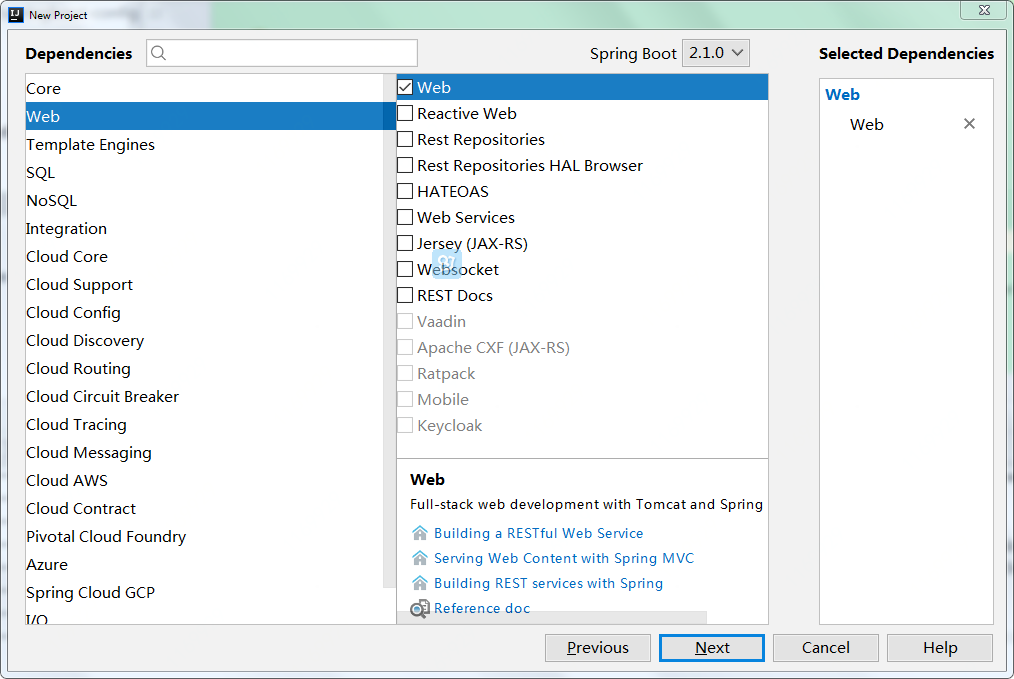 New Project
Dependencies
Spring Boot 2.1.0
Selected Dependencies
Core
Web
Template Engines
SQL
NoSQL
Integration
Cloud Core
Cloud Support
Cloud Config
Cloud Discovery
Cloud Routing
Cloud Circuit Breaker
Cloud Tracing
Cloud Messaging
Cloud AWS
Cloud Contract
Pivotal Cloud Foundry
Azure
Spring Cloud GCP
I/O
Web
Reactive Web
Rest Repositories
Rest Repositories HAL Browser
HATEOAS
Web Services
Jersey (JAX-RS)
Websocket
REST Docs
Vaadin
Apache CXF (JAX-RS)
Ratpack
Mobile
Keycloak
Web
Full-stack web development with Tomcat and Spring
Building a RESTful Web Service
Serving Web Content with Spring MVC
Building REST services with Spring
Reference doc
Web
Web
Previous
Next
Cancel
Help